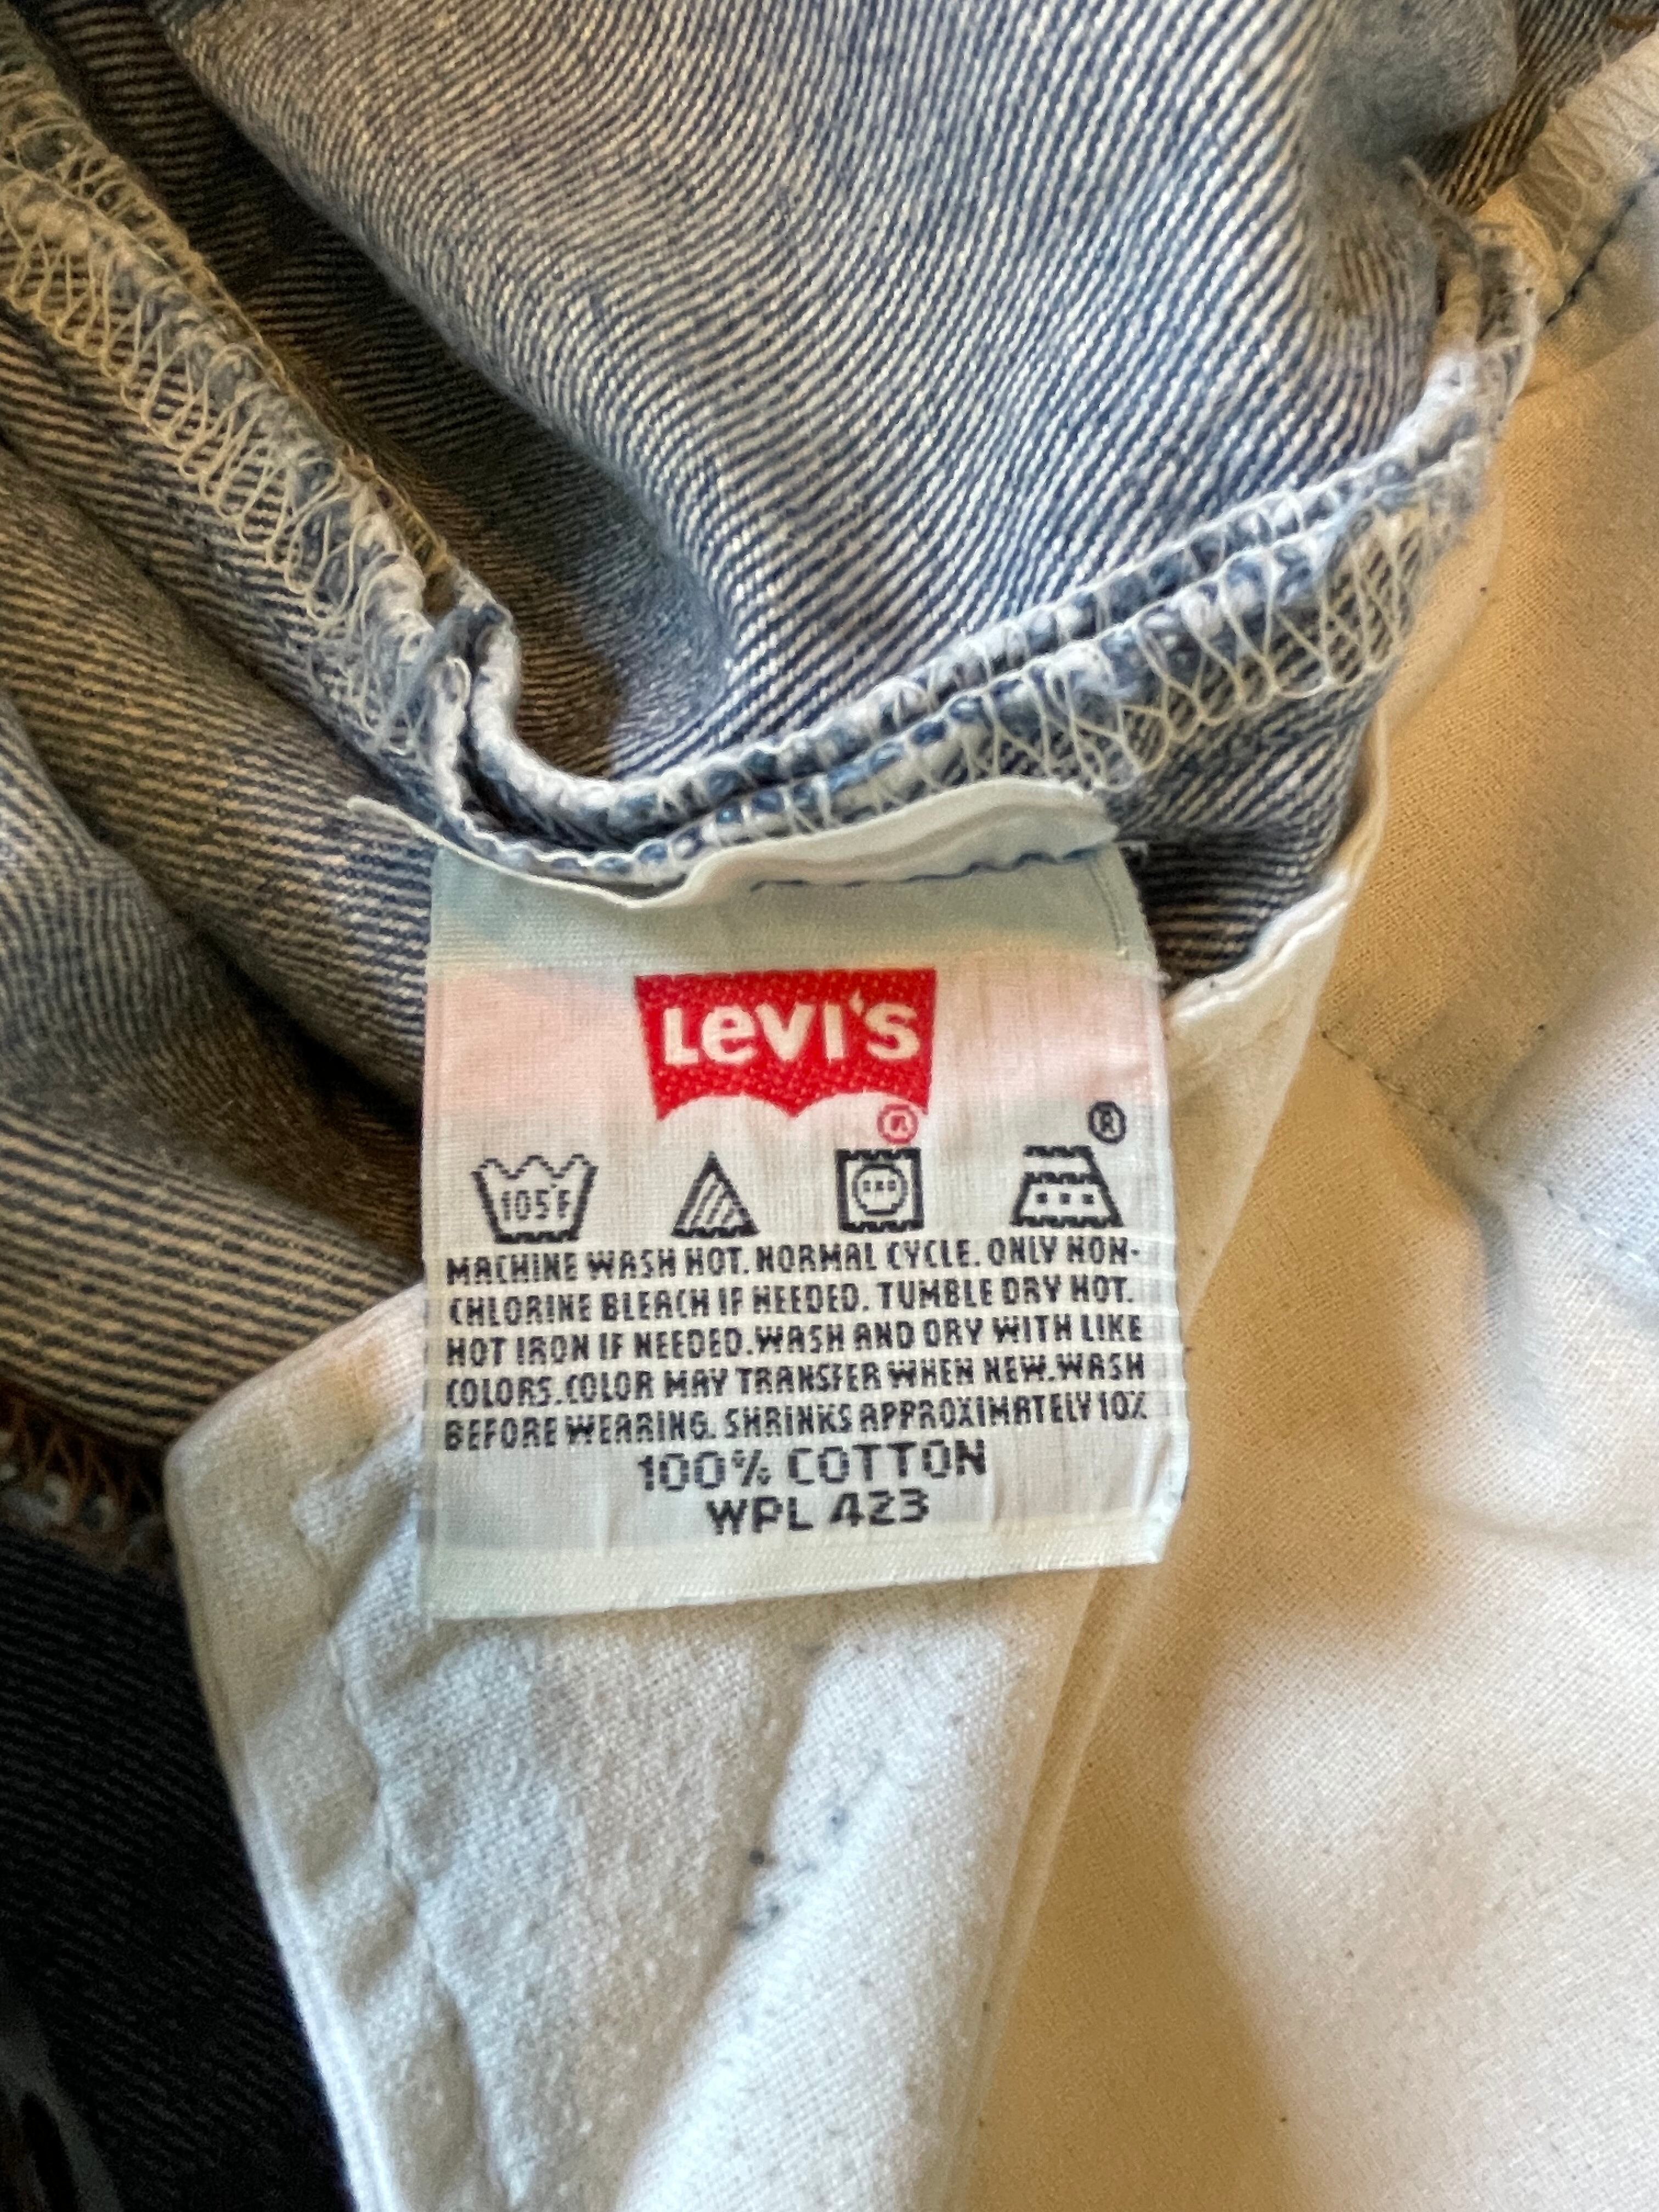 Levi's
®
®
105°F
MACHINE WASH HOT. NORMAL CYCLE. ONLY NON-
CHLORINE BLEACH IF NEEDED. TUMBLE DRY HOT.
HOT IRON IF NEEDED. WASH AND DRY WITH LIKE
COLORS. COLOR MAY TRANSFER WHEN NEW. WASH
BEFORE WEARING. SHRINKS APPROXIMATELY 10%
100% COTTON
WPL 423